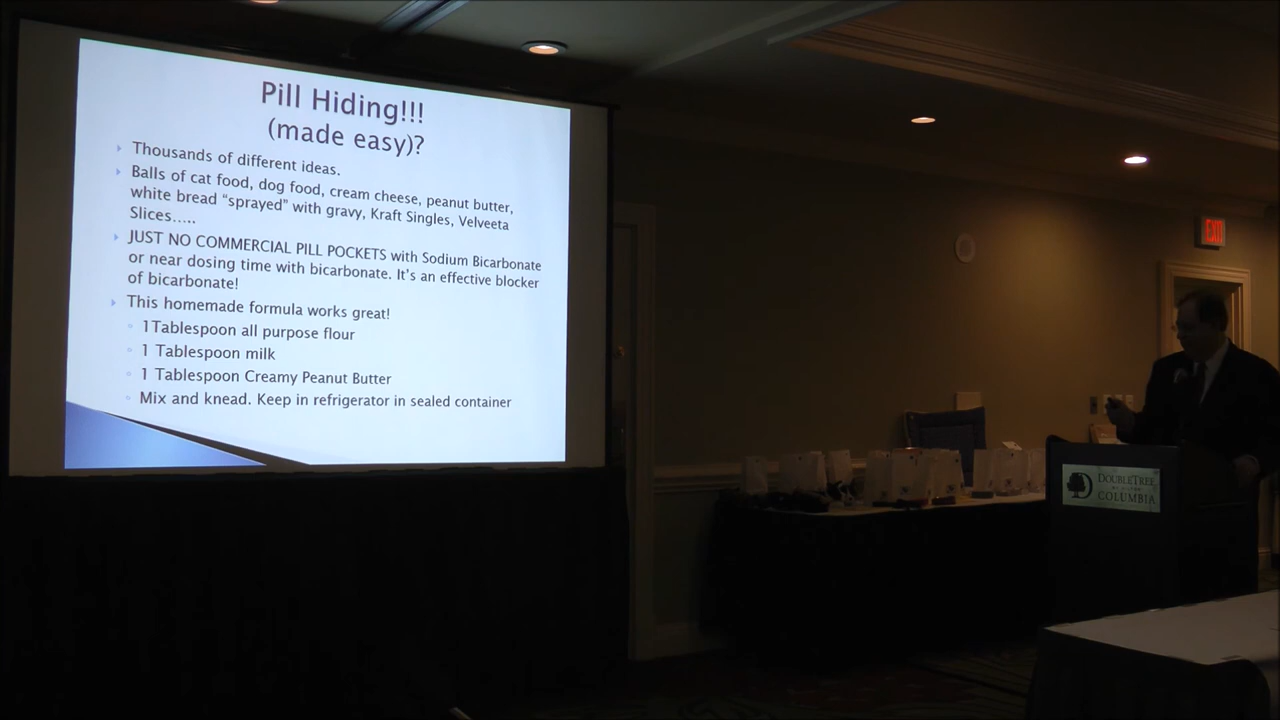 Pill Hiding!!!
(made easy)?
Thousands of different ideas.
Balls of cat food, dog food, cream cheese, peanut butter,
white bread “sprayed” with gravy, Kraft Singles, Velveeta
Slices…..
JUST NO COMMERCIAL PILL POCKETS with Sodium Bicarbonate
or near dosing time with bicarbonate. It’s an effective blocker
of bicarbonate!
This homemade formula works great!
1Tablespoon all purpose flour
1 Tablespoon milk
1 Tablespoon Creamy Peanut Butter
Mix and knead. Keep in refrigerator in sealed container
EXIT
DOUBLETREE
COLUMBIA